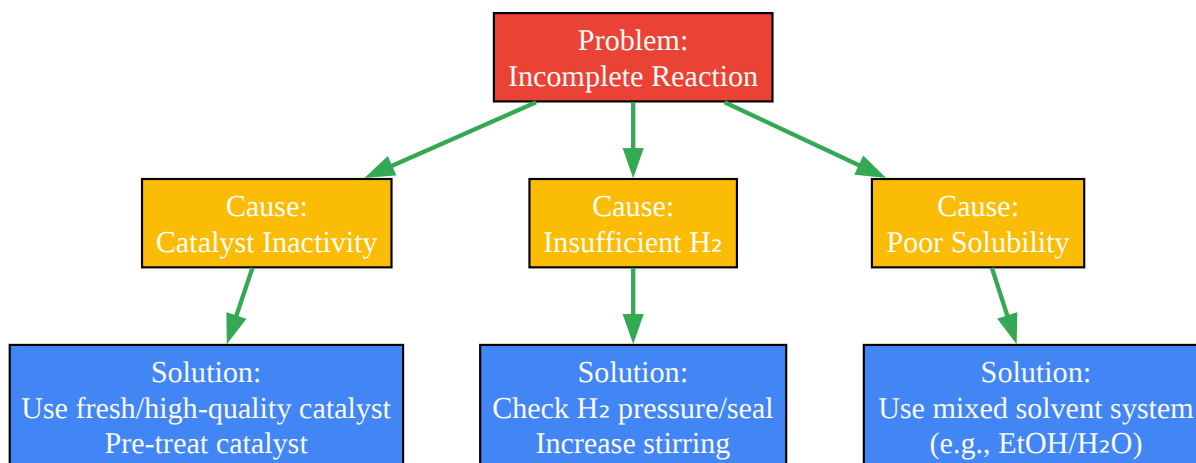 Problem:
Incomplete Reaction
Cause:
Catalyst Inactivity
Cause:
Insufficient H₂
Cause:
Poor Solubility
Solution:
Use fresh/high-quality catalyst
Pre-treat catalyst
Solution:
Check H₂ pressure/seal
Increase stirring
Solution:
Use mixed solvent system
(e.g., EtOH/H₂O)